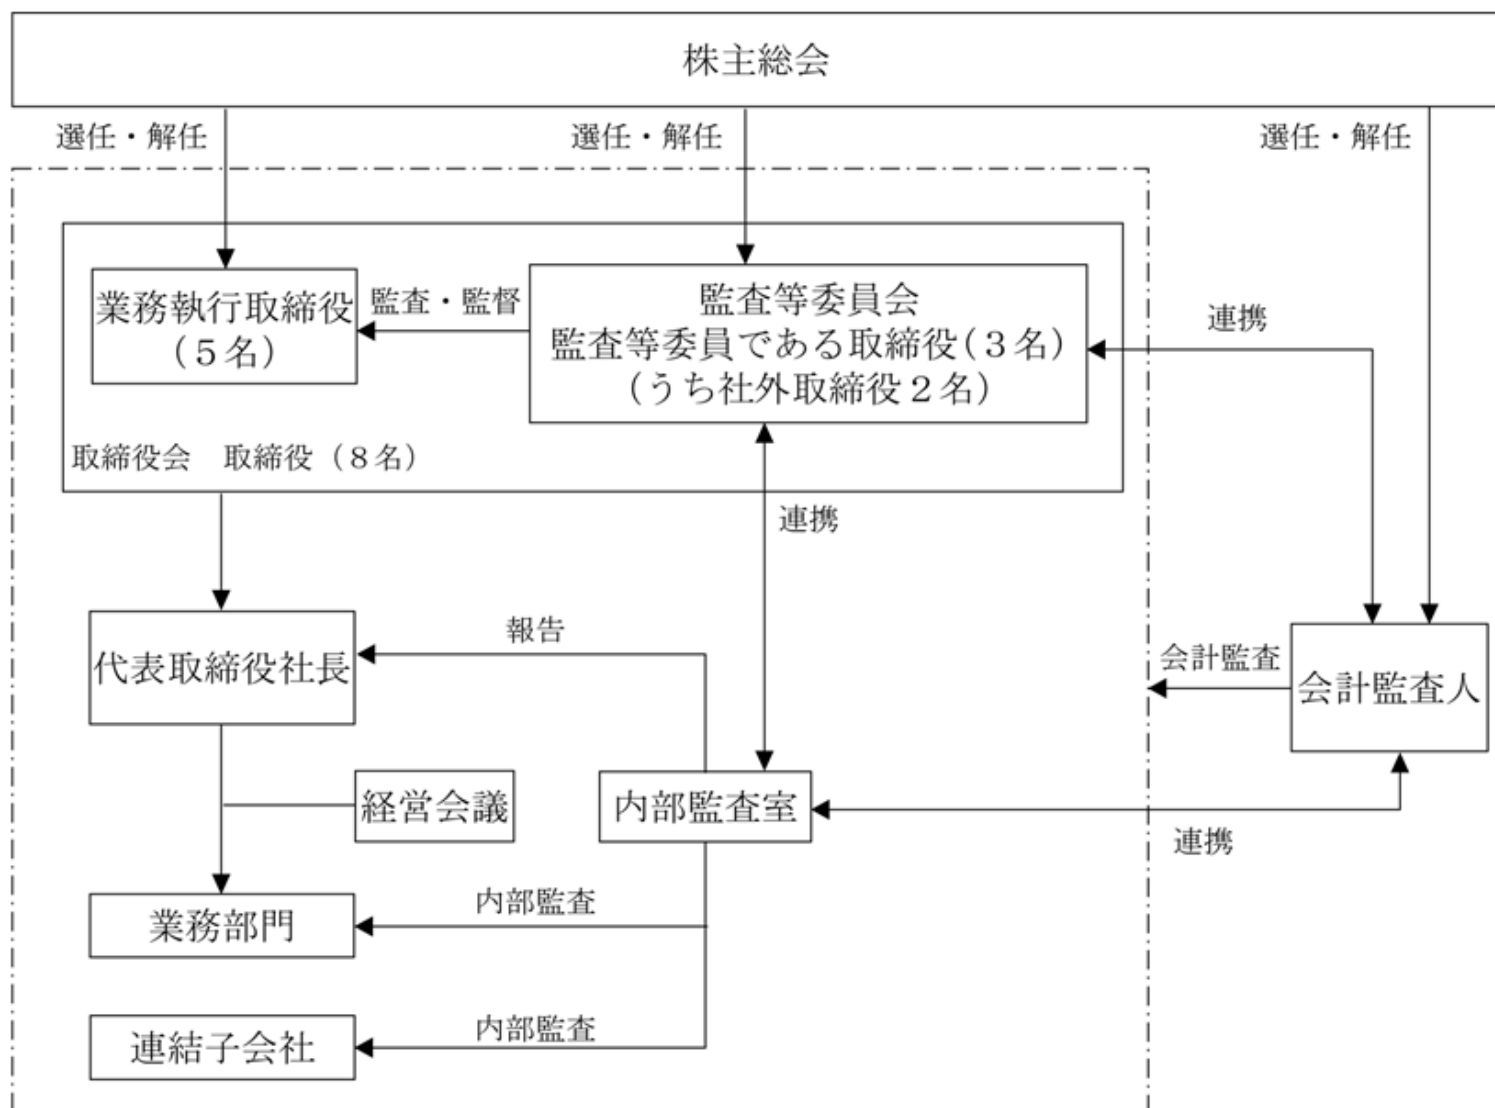 株主総会
選任・解任
選任・解任
選任・解任
業務執行取締役
（５名）
監査・監督
監査等委員会
監査等委員である取締役（３名）
（うち社外取締役２名）
連携
取締役会　取締役（８名）
連携
代表取締役社長
報告
会計監査
会計監査人
経営会議
内部監査室
連携
業務部門
内部監査
連結子会社
内部監査